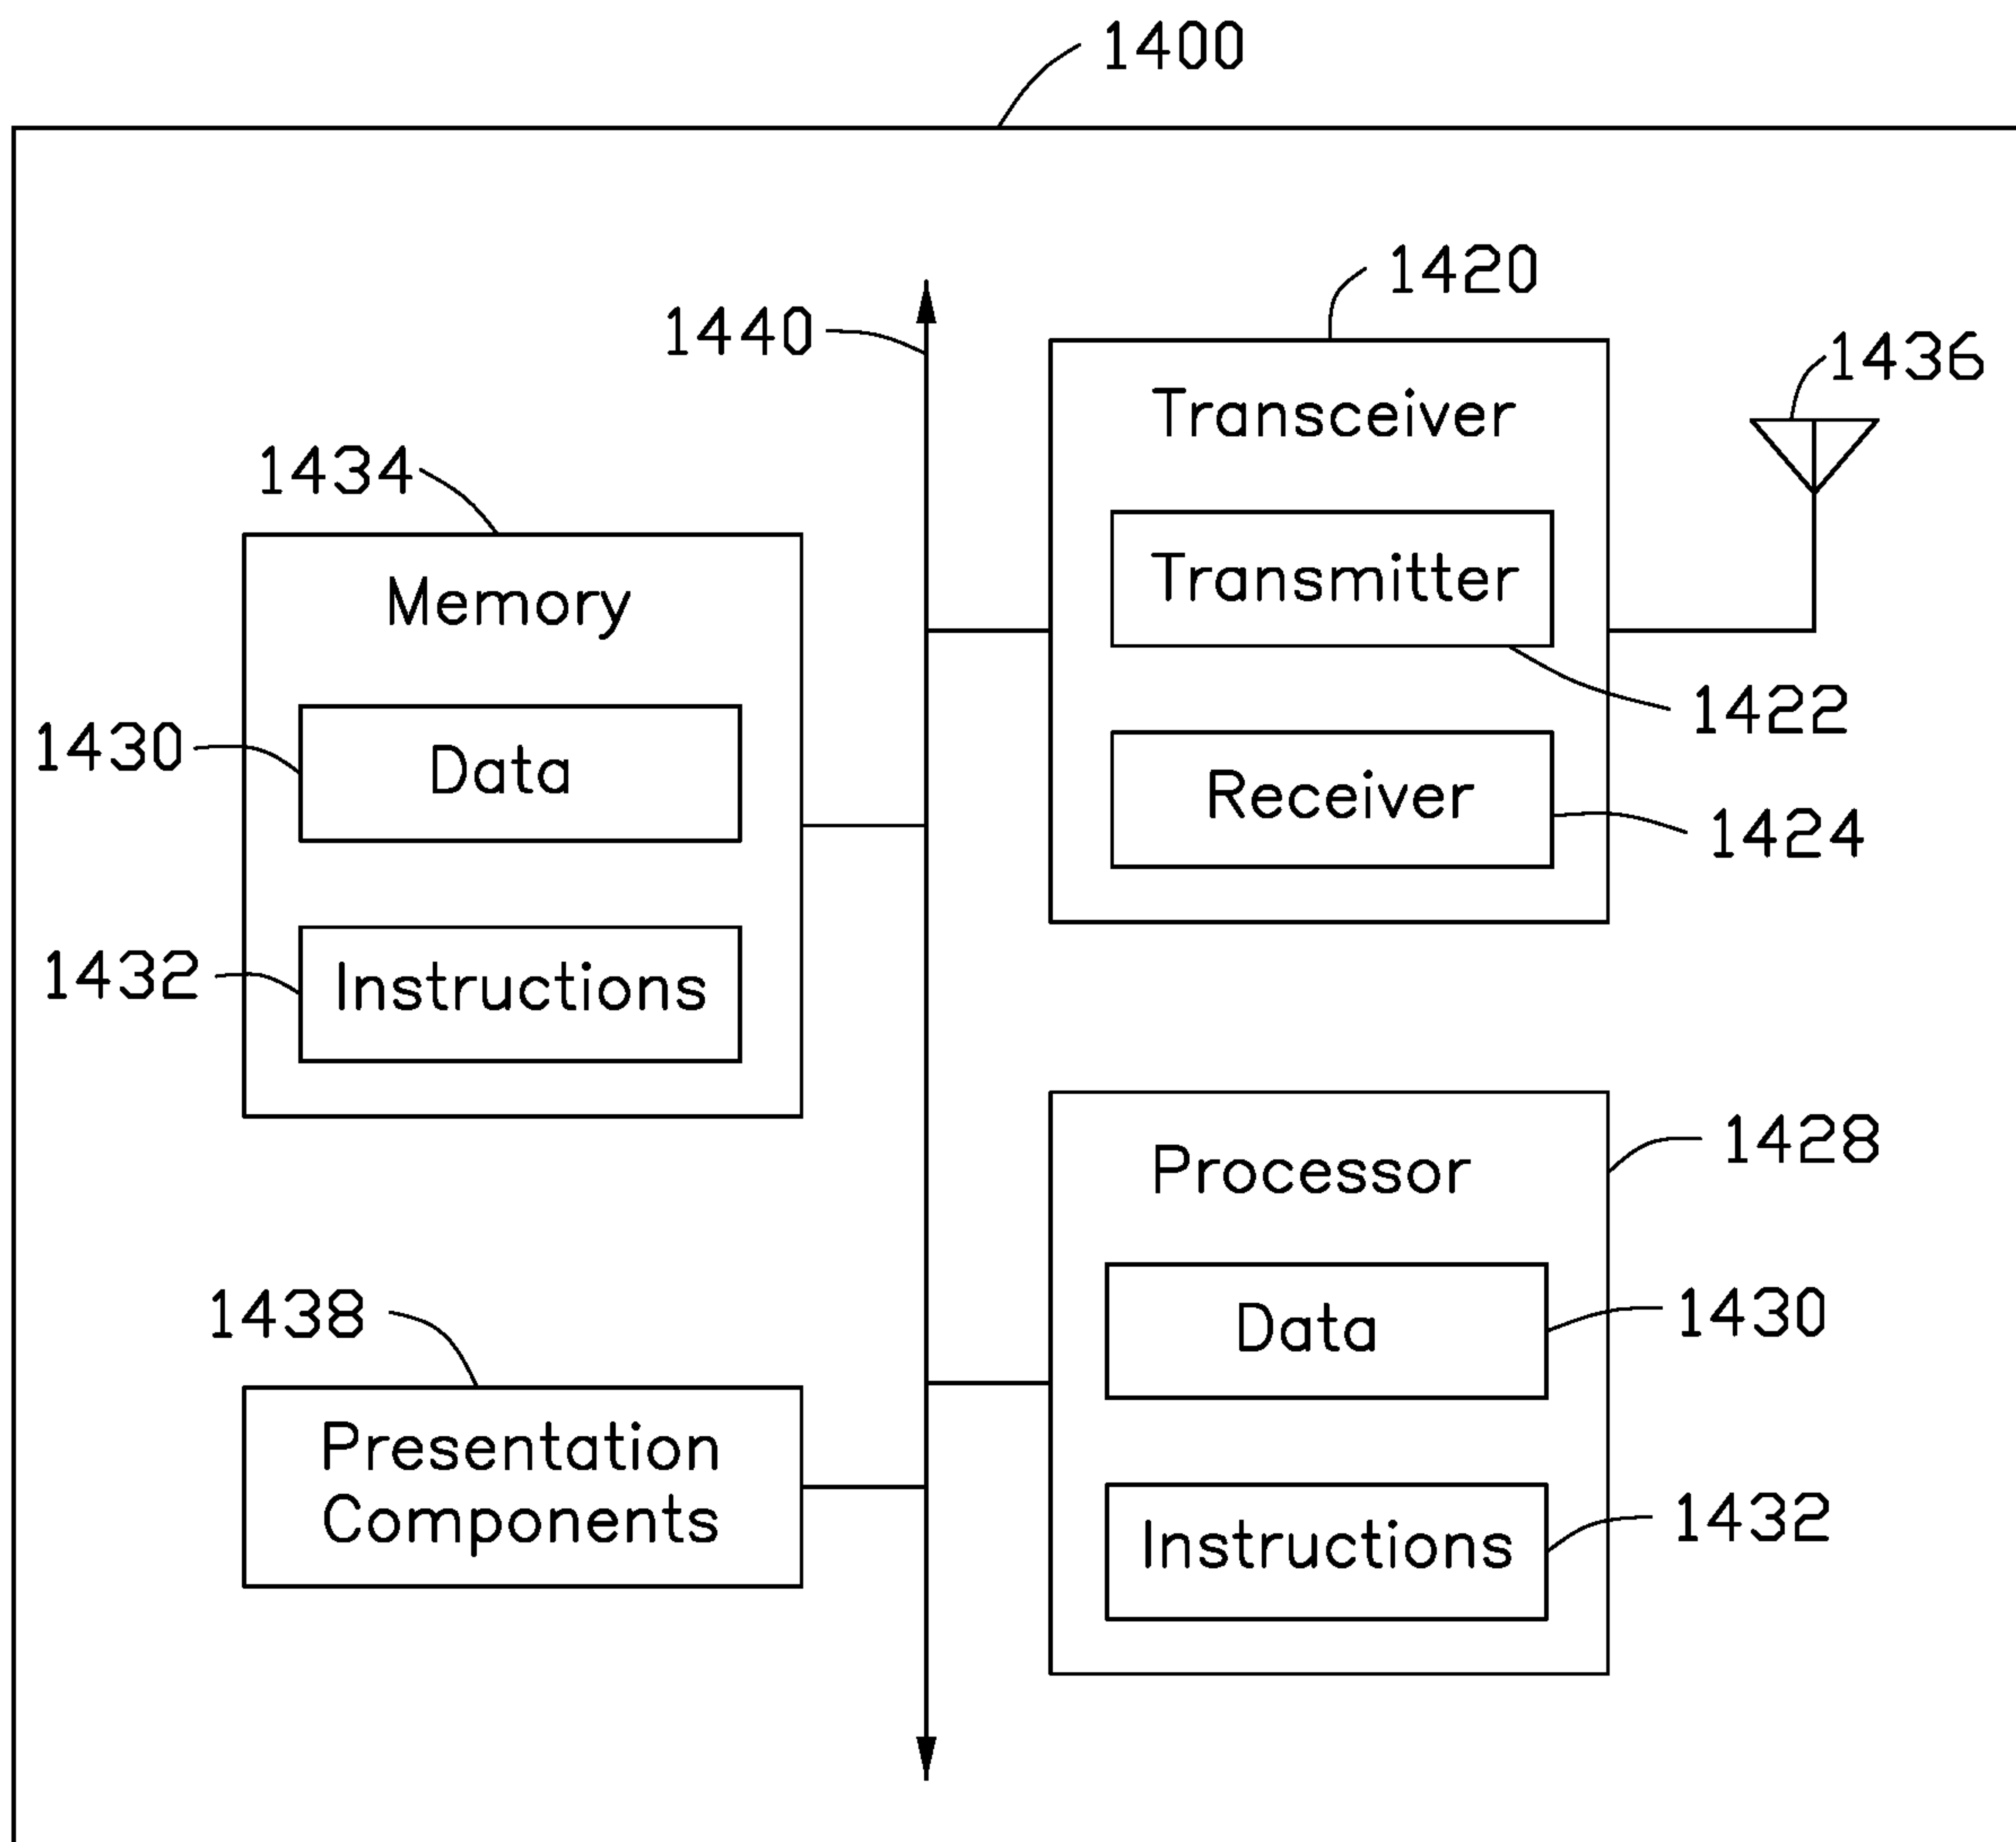 1400
1420
1440
1436
Transceiver
1434
Transmitter
Memory
1422
1430
Data
Receiver
1424
1432
Instructions
1428
Processor
1438
Data
1430
Presentation
Components
Instructions
1432